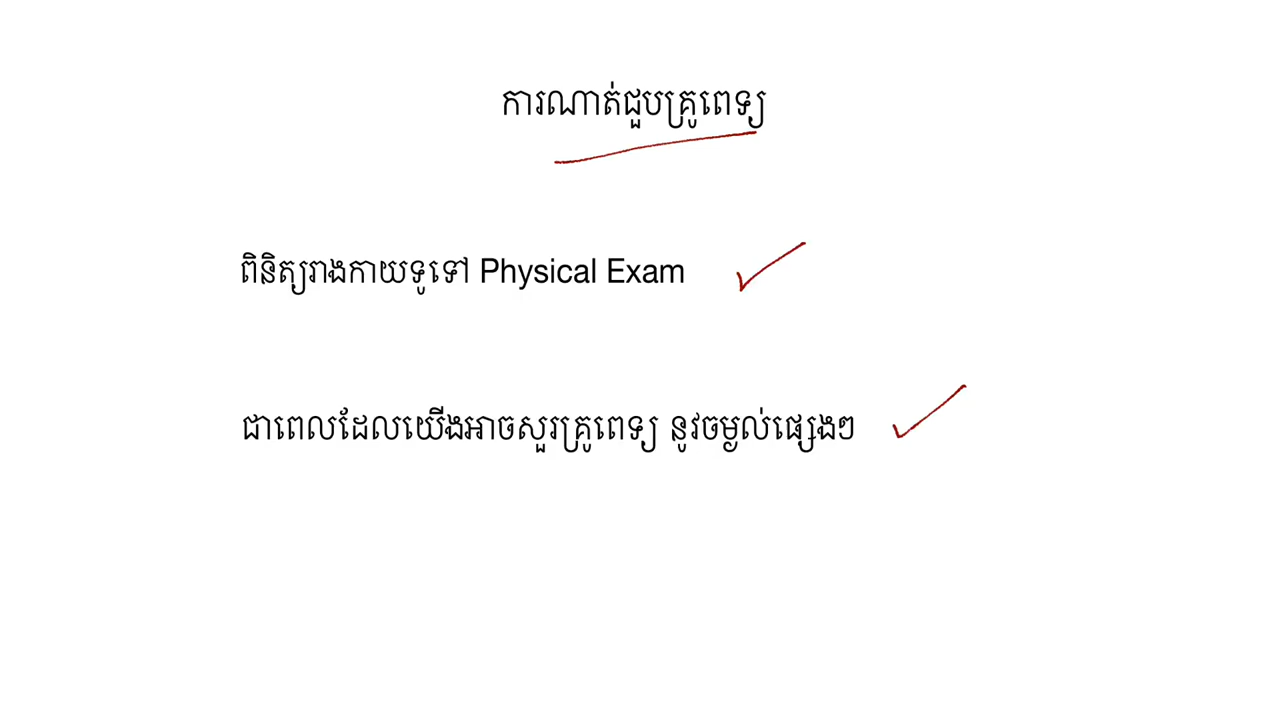 ការណាត់ជួបគ្រូពេទ្យ
ពិនិត្យរាងកាយទូទៅ Physical Exam
ជាពេលដែលយើងអាចសួរគ្រូពេទ្យ នូវចម្ងល់ផ្សេងៗ